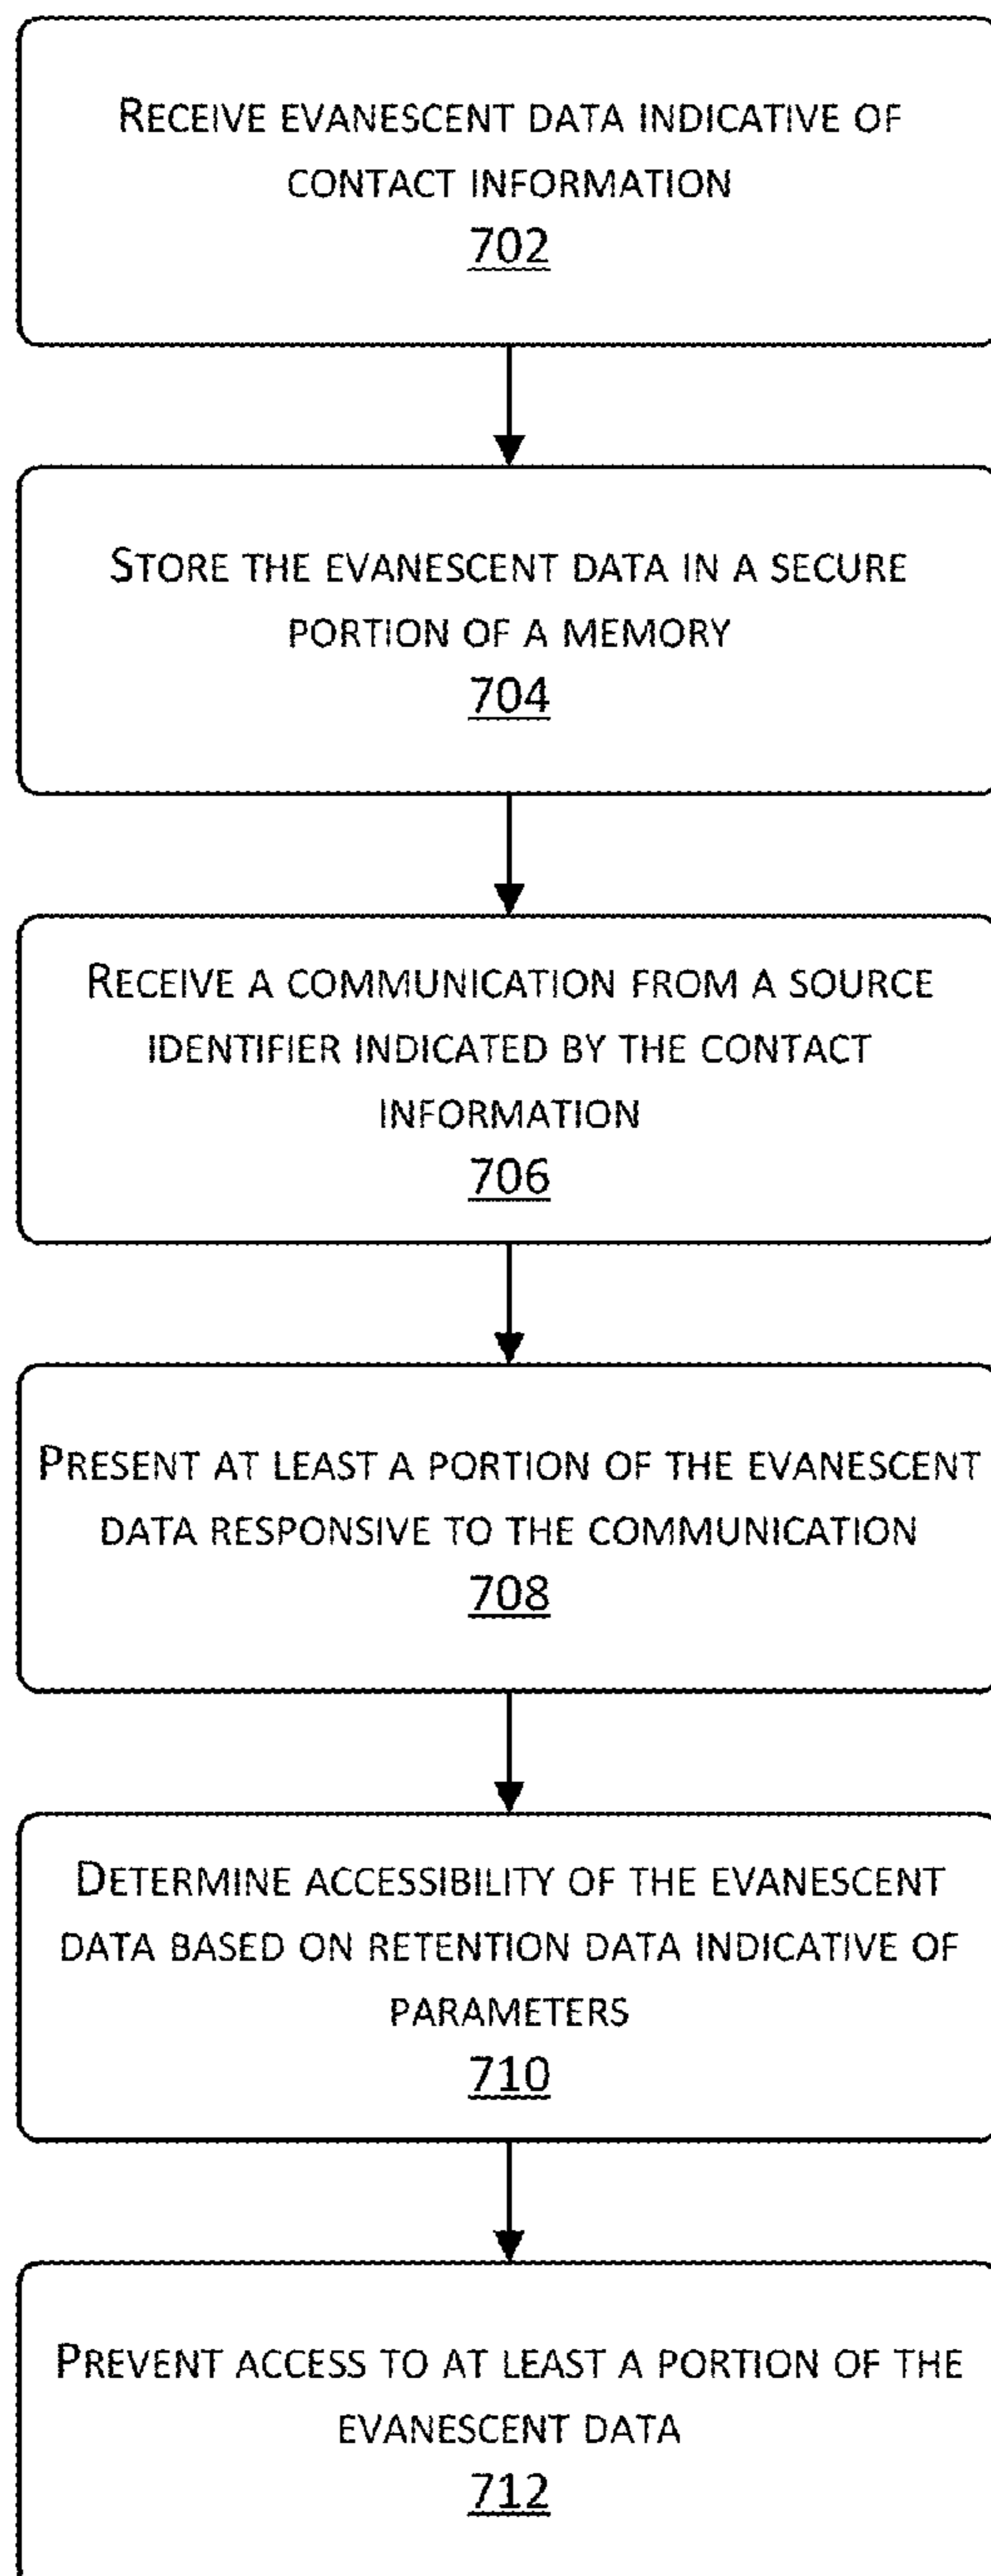 RECEIVE EVANESCENT DATA INDICATIVE OF
CONTACT INFORMATION
702
STORE THE EVANESCENT DATA IN A SECURE
PORTION OF A MEMORY
704
RECEIVE A COMMUNICATION FROM A SOURCE
IDENTIFIER INDICATED BY THE CONTACT
INFORMATION
706
PRESENT AT LEAST A PORTION OF THE EVANESCENT
DATA RESPONSIVE TO THE COMMUNICATION
708
DETERMINE ACCESSIBILITY OF THE EVANESCENT
DATA BASED ON RETENTION DATA INDICATIVE OF
PARAMETERS
710
PREVENT ACCESS TO AT LEAST A PORTION OF THE
EVANESCENT DATA
712